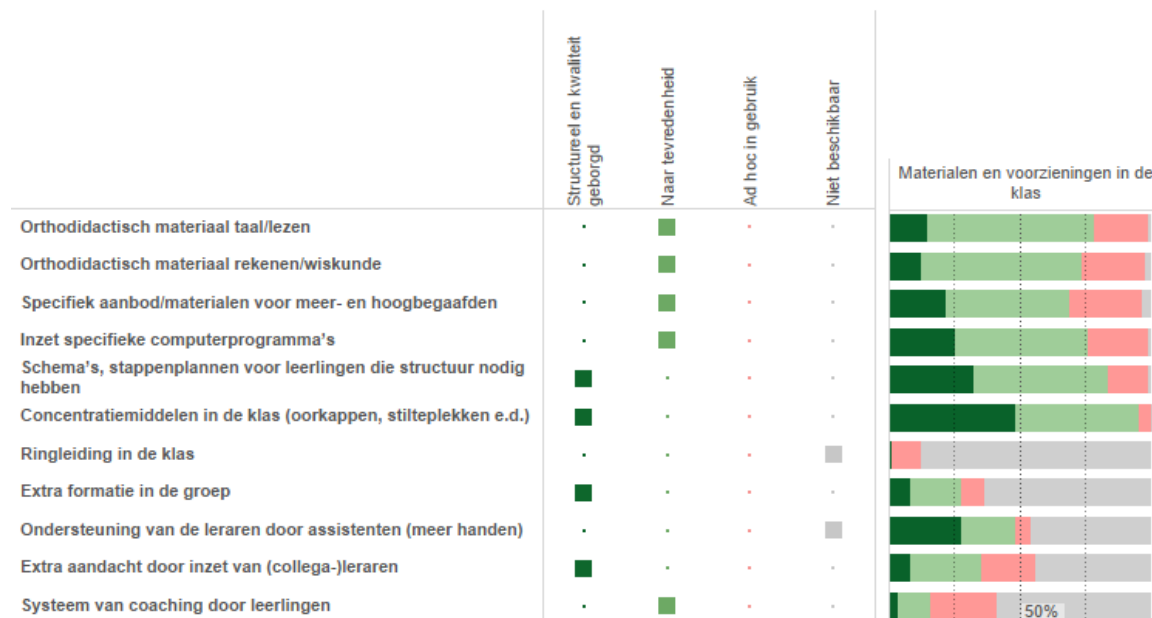 Structureel en kwaliteit
geborgd
Naar tevredenheid
Ad hoc in gebruik
Niet beschikbaar
Materialen en voorzieningen in de
klas
Orthodidactisch materiaal taal/lezen
Orthodidactisch materiaal rekenen/wiskunde
Specifiek aanbod/materialen voor meer- en hoogbegaafden
Inzet specifieke computerprogramma's
Schema's, stappenplannen voor leerlingen die structuur nodig
hebben
Concentratiemiddelen in de klas (oorkappen, stilteplekken e.d.)
Ringleiding in de klas
Extra formatie in de groep
Ondersteuning van de leraren door assistenten (meer handen)
Extra aandacht door inzet van (collega-)leraren
Systeem van coaching door leerlingen
50%